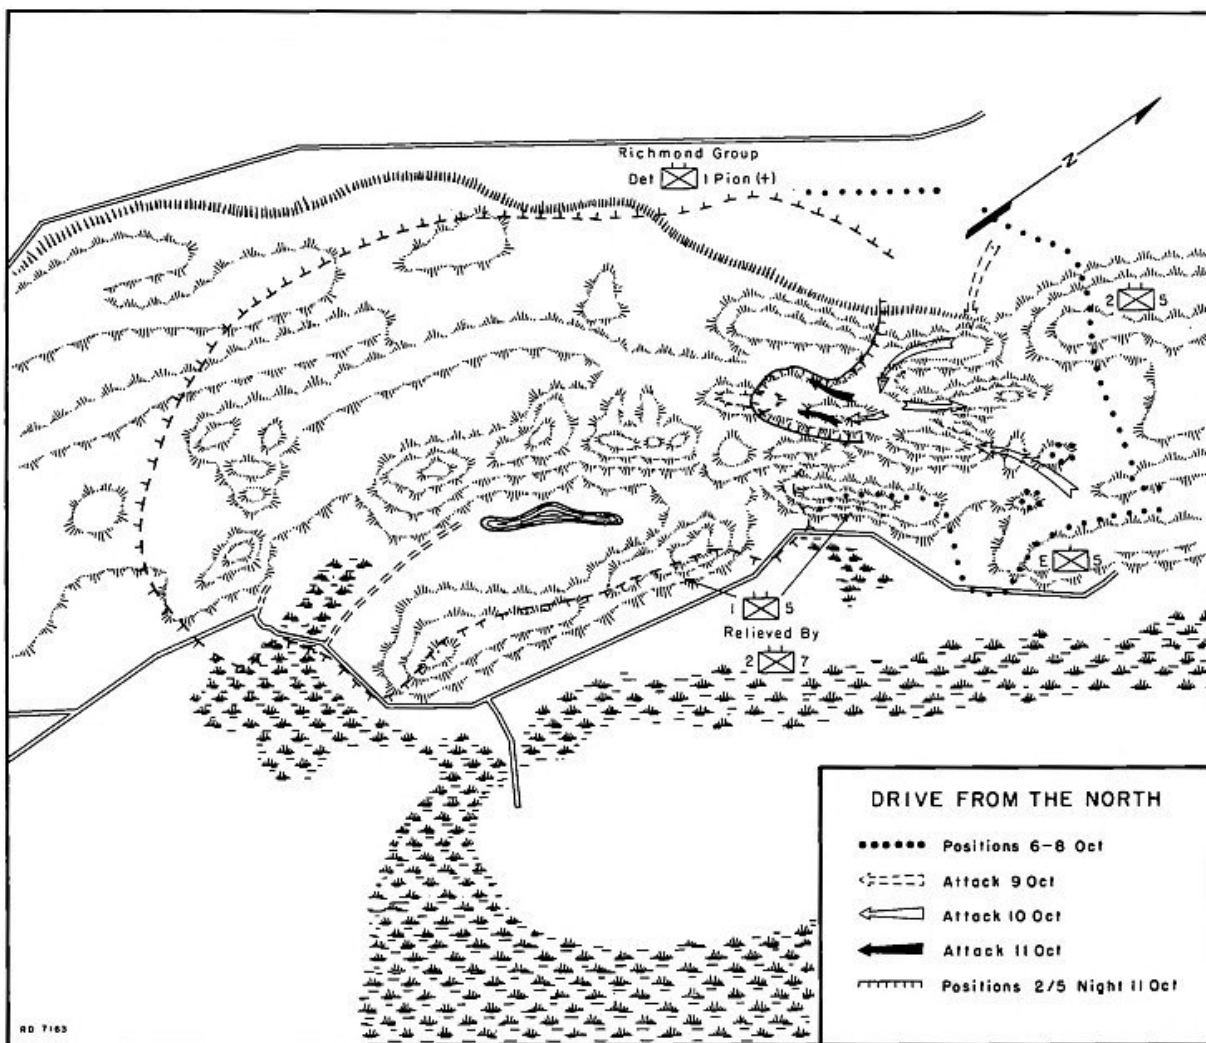 Richmond Group
Det 1 Pion (+)
N
2 5
E 5
1 5
Relieved By
2 7
DRIVE FROM THE NORTH
Positions 6-8 Oct
Attack 9 Oct
Attack 10 Oct
Attack 11 Oct
Positions 2/5 Night 11 Oct
RD 7163